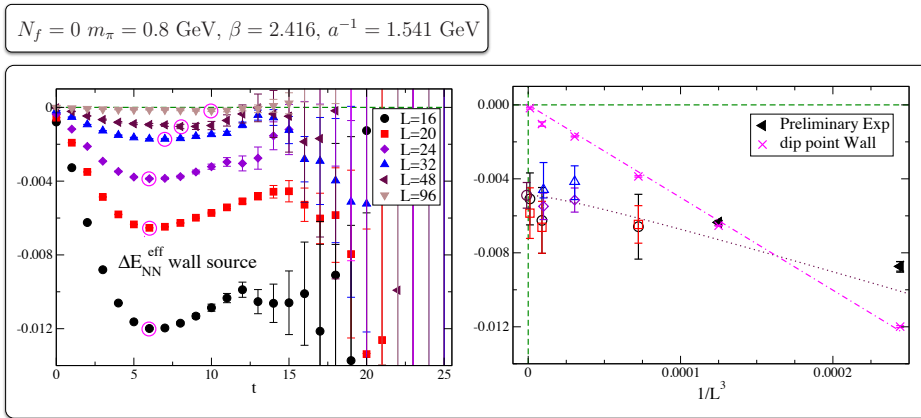 N_f = 0 m_π = 0.8 GeV, β = 2.416, a⁻¹ = 1.541 GeV
0
-0.004
-0.008
-0.012
0 5 10 15 20 25
t
L=16
L=20
L=24
L=32
L=48
L=96
ΔE_NN^eff wall source
0.000
-0.004
-0.008
-0.012
0 0.0001 0.0002
1/L³
Preliminary Exp
dip point Wall